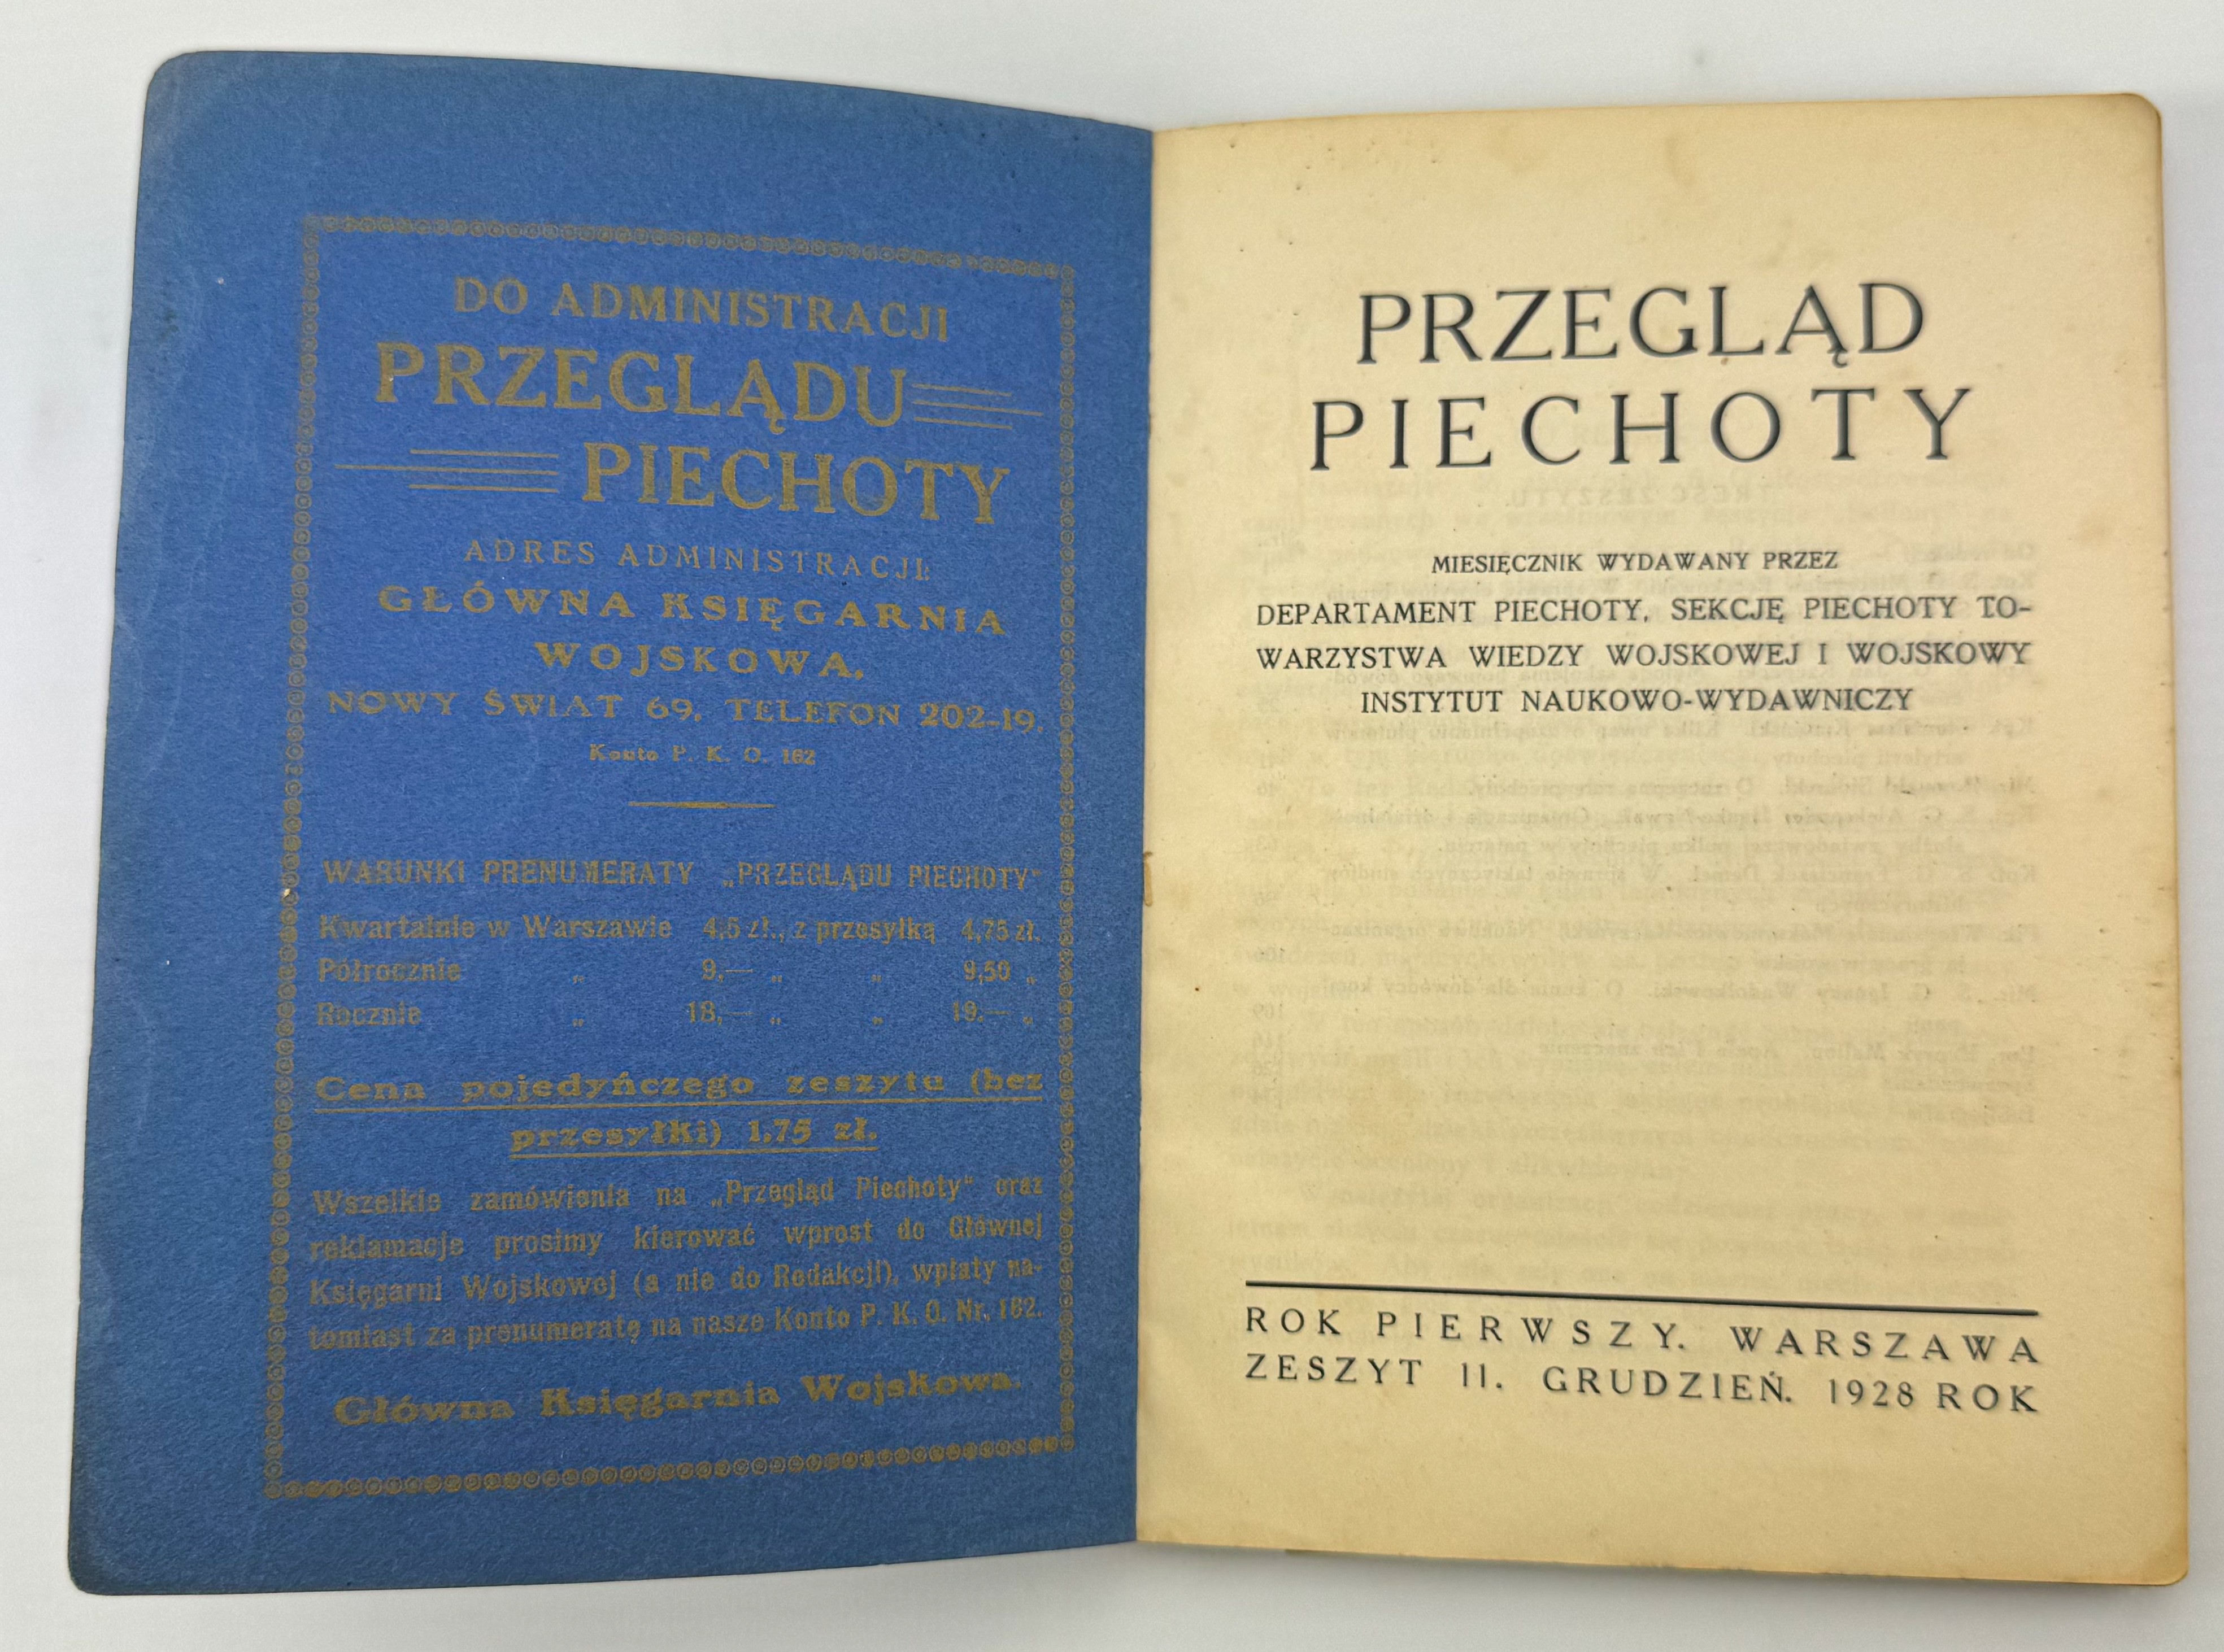 DO ADMINISTRACJI
PRZEGLĄDU
PIECHOTY
ADRES ADMINISTRACJI:
GŁÓWNA KSIĘGARNIA
WOJSKOWA.
NOWY ŚWIAT 69. TELEFON 202-19.
Konto P. K. O. 162
WARUNKI PRENUMERATY „PRZEGLĄDU PIECHOTY"
Kwartalnie w Warszawie 4,5 zł., z przesyłką 4,75 zł.
Półrocznie „ 9.— „ „ 9,50 „
Rocznie „ 18.— „ „ 19.— „
Cena pojedyńczego zeszytu (bez
przesyłki) 1.75 zł.
Wszelkie zamówienia na „Przegląd Piechoty" oraz
reklamacje prosimy kierować wprost do Głównej
Księgarni Wojskowej (a nie do Redakcji), wpłaty na-
tomiast za prenumeratę na nasze Konto P. K. O. Nr. 162.
Główna Księgarnia Wojskowa.
PRZEGLĄD
PIECHOTY
MIESIĘCZNIK WYDAWANY PRZEZ
DEPARTAMENT PIECHOTY, SEKCJĘ PIECHOTY TO-
WARZYSTWA WIEDZY WOJSKOWEJ I WOJSKOWY
INSTYTUT NAUKOWO-WYDAWNICZY
ROK PIERWSZY. WARSZAWA
ZESZYT 11. GRUDZIEŃ. 1928 ROK